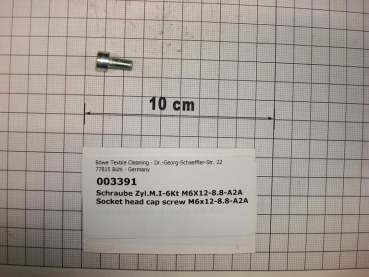 10 cm
Böwe Textile Cleaning - Dr.-Georg-Schaeffler-Str. 22
77815 Bühl - Germany
003391
Schraube Zyl.M.I-6Kt M6X12-8.8-A2A
Socket head cap screw M6x12-8.8-A2A